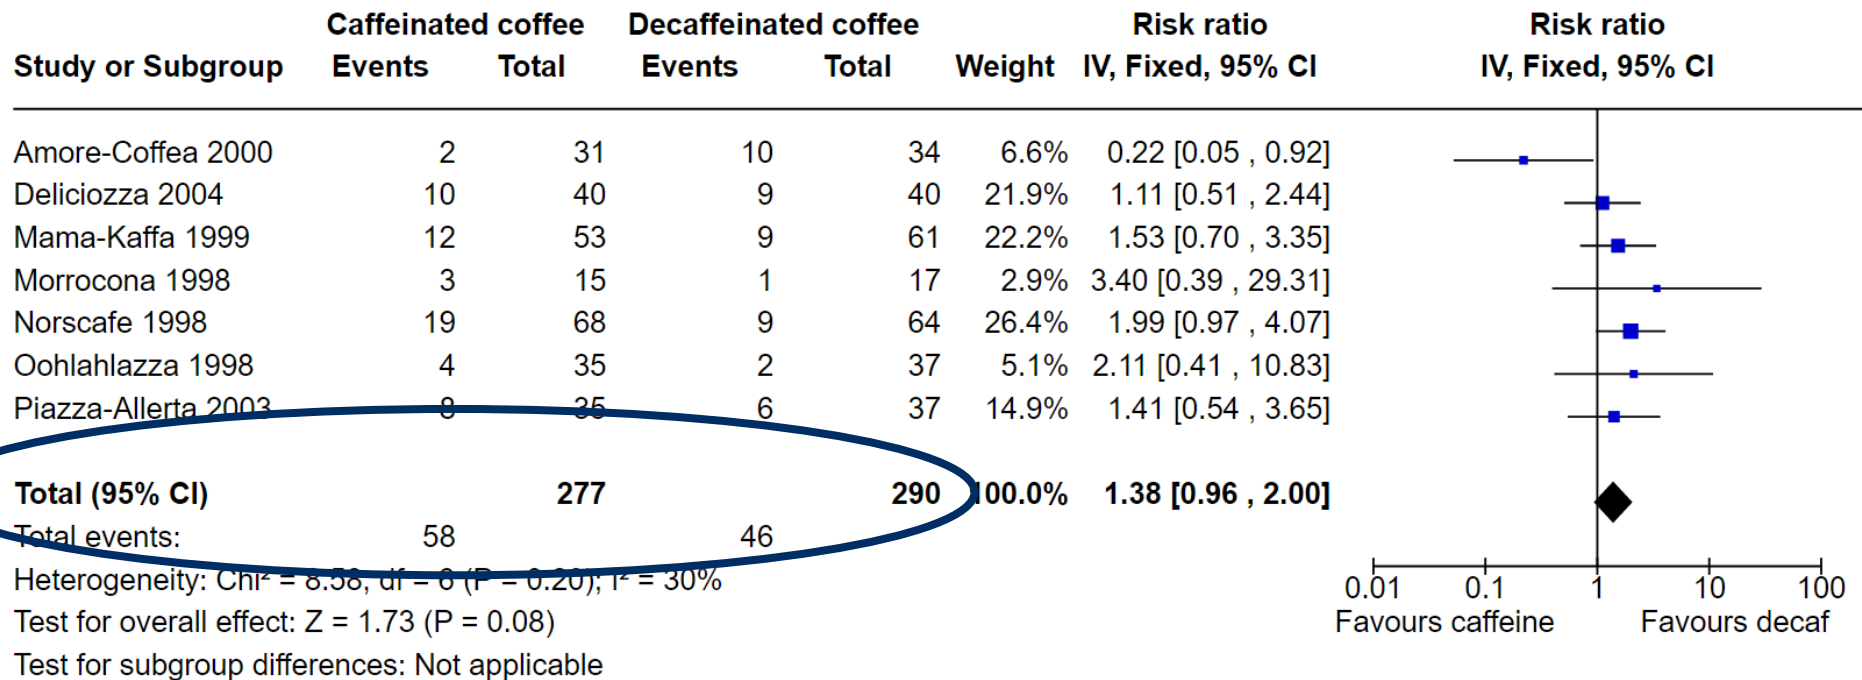 Caffeinated coffee Decaffeinated coffee Risk ratio Risk ratio
Study or Subgroup Events Total Events Total Weight IV, Fixed, 95% CI IV, Fixed, 95% CI
Amore-Coffea 2000 2 31 10 34 6.6% 0.22 [0.05 , 0.92]
Deliciozza 2004 10 40 9 40 21.9% 1.11 [0.51 , 2.44]
Mama-Kaffa 1999 12 53 9 61 22.2% 1.53 [0.70 , 3.35]
Morrocona 1998 3 15 1 17 2.9% 3.40 [0.39 , 29.31]
Norscafe 1998 19 68 9 64 26.4% 1.99 [0.97 , 4.07]
Oohlahlazza 1998 4 35 2 37 5.1% 2.11 [0.41 , 10.83]
Piazza-Allerta 2003 8 35 6 37 14.9% 1.41 [0.54 , 3.65]
Total (95% CI) 277 290 100.0% 1.38 [0.96 , 2.00]
Total events: 58 46
Heterogeneity: Chi² = 8.58, df = 6 (P = 0.20); I² = 30%
Test for overall effect: Z = 1.73 (P = 0.08)
Test for subgroup differences: Not applicable
0.01 0.1 1 10 100
Favours caffeine Favours decaf